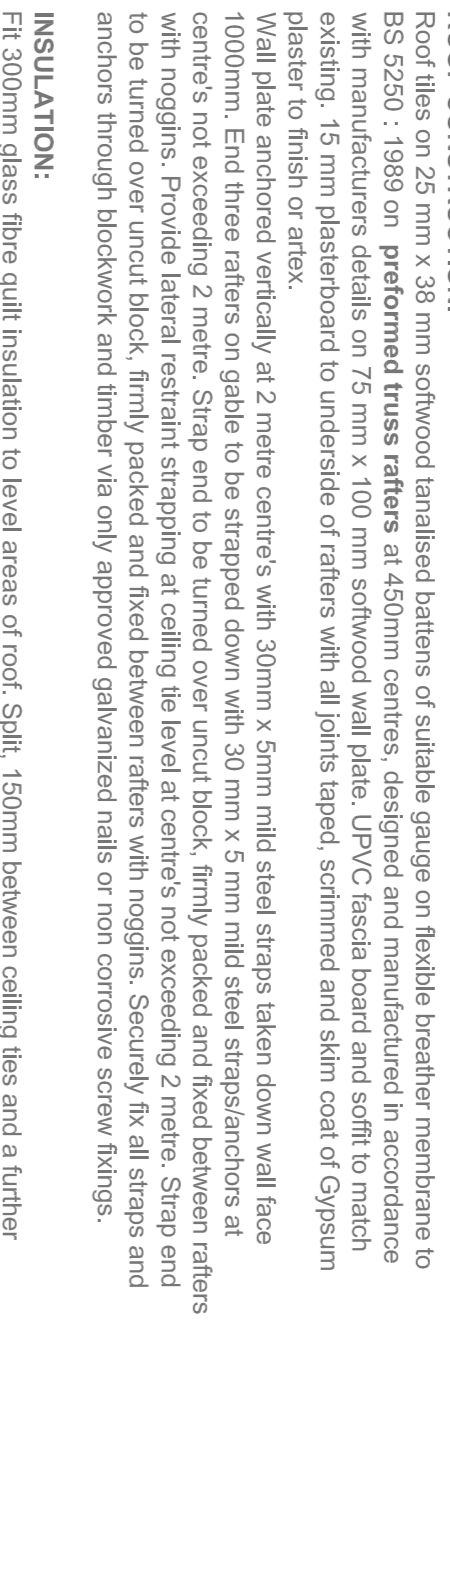 Roof tiles on 25 mm x 38 mm softwood tanalised battens of suitable gauge on flexible breather membrane to
BS 5250 : 1989 on preformed truss rafters at 450mm centres, designed and manufactured in accordance
with manufacturers details on 75 mm x 100 mm softwood wall plate. UPVC fascia board and soffit to match
existing. 15 mm plasterboard to underside of rafters with all joints taped, scrimmed and skim coat of Gypsum
plaster to finish or artex.
Wall plate anchored vertically at 2 metre centre's with 30mm x 5mm mild steel straps taken down wall face
1000mm. End three rafters on gable to be strapped down with 30 mm x 5 mm mild steel straps/anchors at
centre's not exceeding 2 metre. Strap end to be turned over uncut block, firmly packed and fixed between rafters
with noggins. Provide lateral restraint strapping at ceiling tie level at centre's not exceeding 2 metre. Strap end
to be turned over uncut block, firmly packed and fixed between rafters with noggins. Securely fix all straps and
anchors through blockwork and timber via only approved galvanized nails or non corrosive screw fixings.
INSULATION:
Fit 300mm glass fibre quilt insulation to level areas of roof. Split, 150mm between ceiling ties and a further